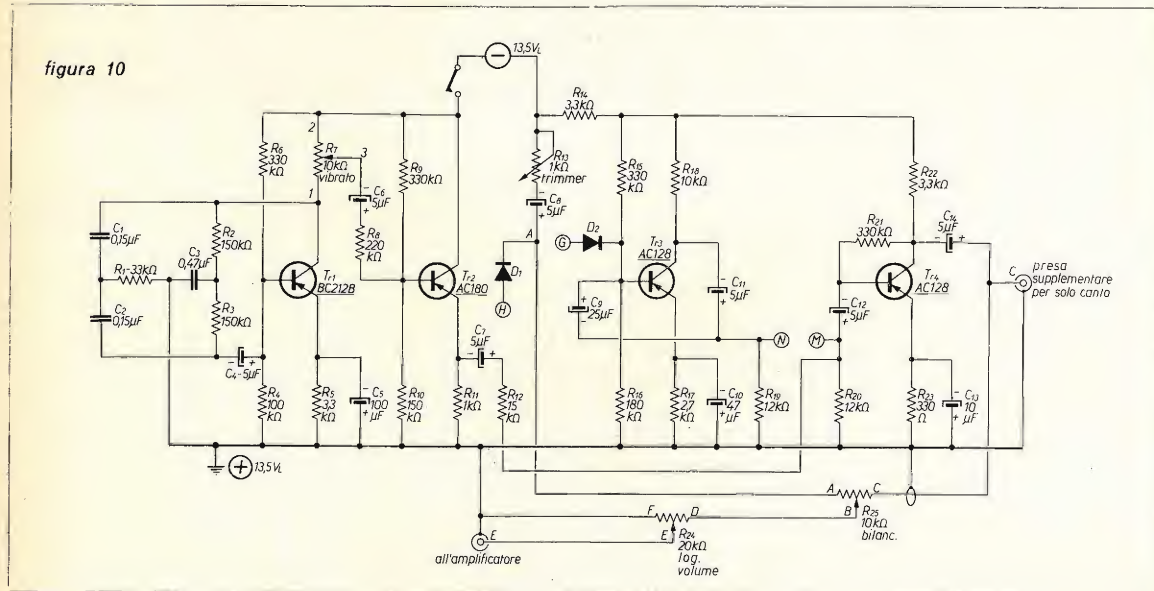 figura 10
13,5VL
R14
3,3kΩ
2
R6
330
kΩ
R7
10kΩ
vibrato
3
R9
330kΩ
R13
1kΩ
trimmer
R15
330
kΩ
R18
10kΩ
R22
3,3kΩ
1
C6
5µF
C8
5µF
R21
330kΩ
C14
5µF
C1
0,15µF
R2
150kΩ
R8
220
kΩ
A
G
D2
Tr3
AC128
C3
0,47µF
R1-33kΩ
Tr1
BC212B
Tr2
AC180
D1
C11
5µF
Tr4
AC128
C
presa
supplementare
per solo canto
C2
0,15µF
R3
150kΩ
H
C9
25µF
C12
5µF
C7
5µF
N
M
C4-5µF
R4
100
kΩ
R5
3,3
kΩ
C5
100
µF
R10
150
kΩ
R11
1kΩ
R12
15
kΩ
R16
180
kΩ
R17
2,7
kΩ
C10
47
µF
R19
12kΩ
R20
12kΩ
R23
330
Ω
C13
10
µF
13,5VL
A
C
F
D
B
R25
10kΩ
bilanc.
E
E
R24
20kΩ
log.
volume
all'amplificatore